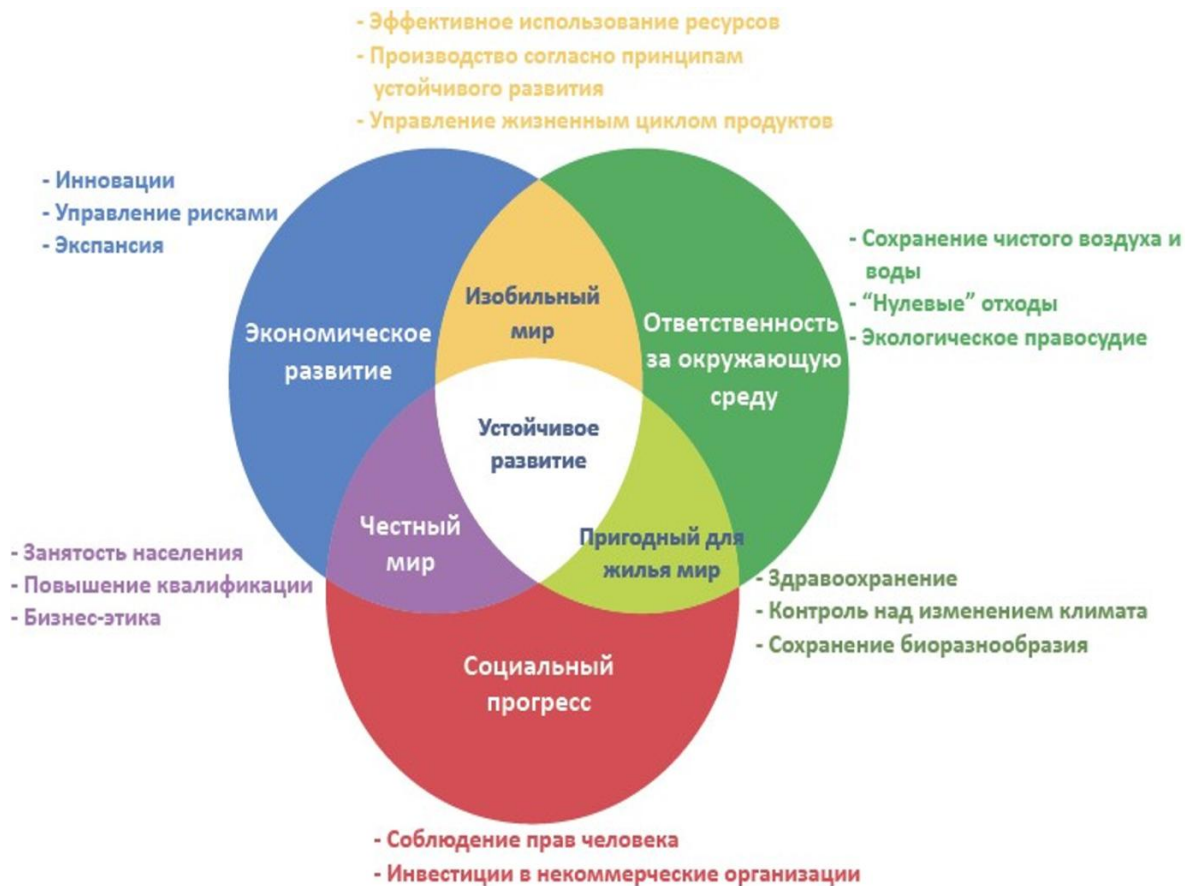 - Эффективное использование ресурсов
- Производство согласно принципам
устойчивого развития
- Управление жизненным циклом продуктов
- Инновации
- Управление рисками
- Экспансия
- Сохранение чистого воздуха и
воды
- “Нулевые” отходы
- Экологическое правосудие
Изобильный
мир
Экономическое
развитие
Ответственность
за окружающую
среду
Устойчивое
развитие
Честный
мир
Пригодный для
жилья мир
- Занятость населения
- Повышение квалификации
- Бизнес-этика
- Здравоохранение
- Контроль над изменением климата
- Сохранение биоразнообразия
Социальный
прогресс
- Соблюдение прав человека
- Инвестиции в некоммерческие организации